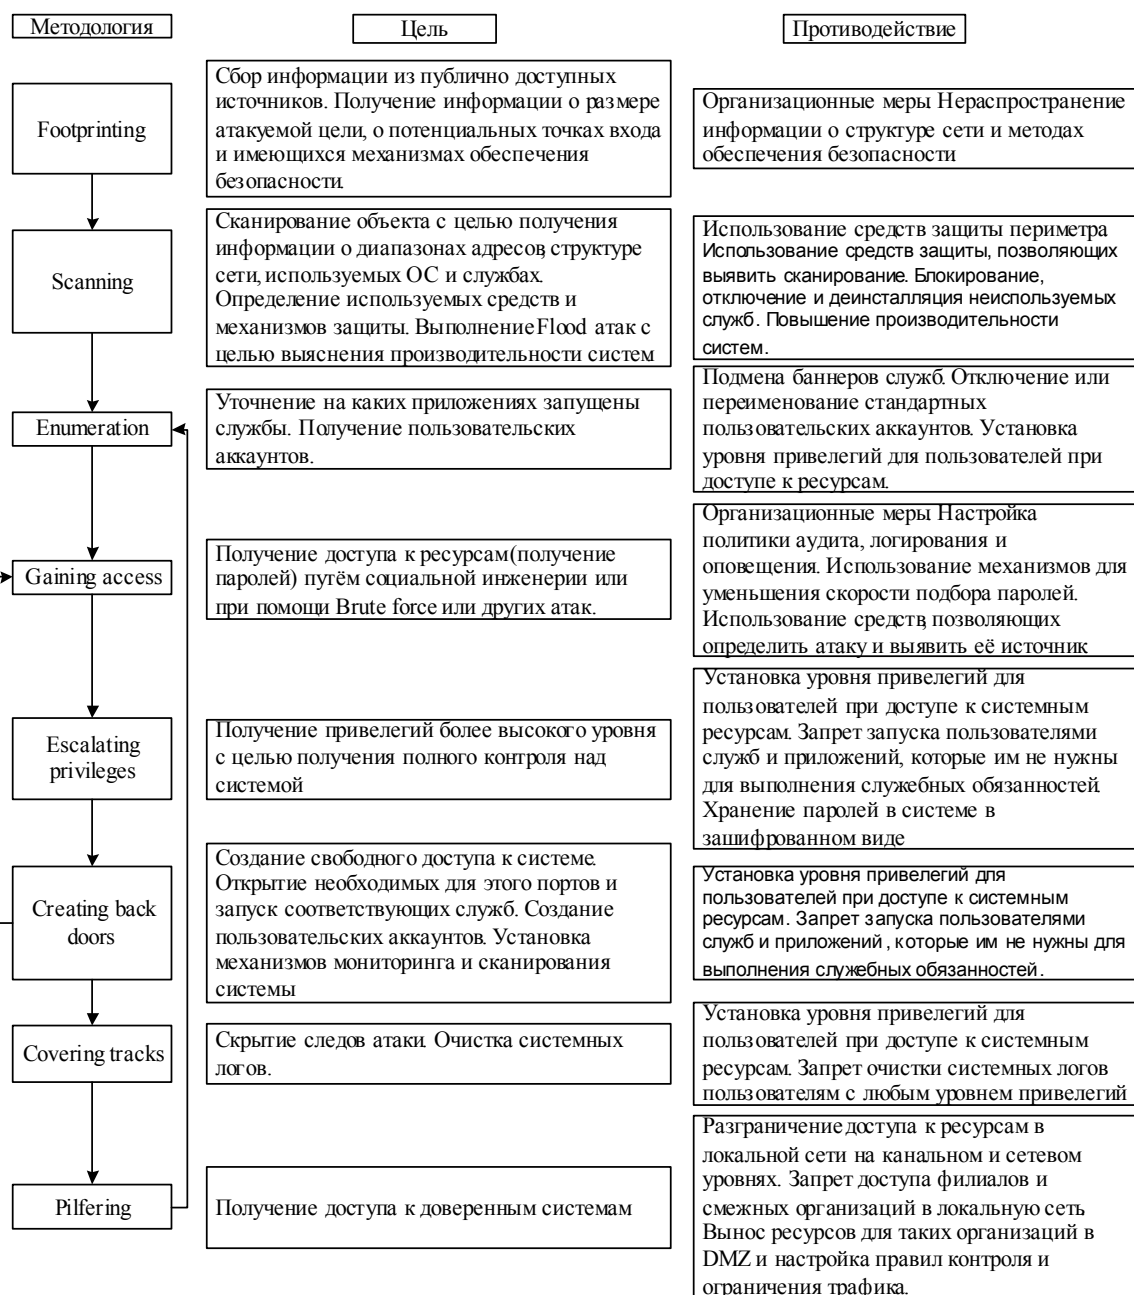 Методология
Цель
Противодействие
Footprinting
Сбор информации из публично доступных
источников. Получение информации о размере
атакуемой цели, о потенциальных точках входа
и имеющихся механизмах обеспечения
безопасности.
Организационные меры Нераспространение
информации о структуре сети и методах
обеспечения безопасности
Scanning
Сканирование объекта с целью получения
информации о диапазонах адресов, структуре
сети, используемых ОС и службах.
Определение используемых средств и
механизмов защиты. Выполнение Flood атак с
целью выяснения производительности систем
Использование средств защиты периметра
Использование средств защиты, позволяющих
выявить сканирование. Блокирование,
отключение и деинсталляция неиспользуемых
служб. Повышение производительности
систем.
Enumeration
Уточнение на каких приложениях запущены
службы. Получение пользовательских
аккаунтов.
Подмена баннеров служб. Отключение или
переименование стандартных
пользовательских аккаунтов. Установка
уровня привелегий для пользователей при
доступе к ресурсам.
Gaining access
Получение доступа к ресурсам (получение
паролей) путём социальной инженерии или
при помощи Brute force или других атак.
Организационные меры Настройка
политики аудита, логирования и
оповещения. Использование механизмов для
уменьшения скорости подбора паролей.
Использование средств, позволяющих
определить атаку и выявить её источник
Escalating
privileges
Получение привелегий более высокого уровня
с целью получения полного контроля над
системой
Установка уровня привелегий для
пользователей при доступе к системным
ресурсам. Запрет запуска пользователями
служб и приложений, которые им не нужны
для выполнения служебных обязанностей.
Хранение паролей в системе в
зашифрованном виде
Creating back
doors
Создание свободного доступа к системе.
Открытие необходимых для этого портов и
запуск соответствующих служб. Создание
пользовательских аккаунтов. Установка
механизмов мониторинга и сканирования
системы
Установка уровня привелегий для
пользователей при доступе к системным
ресурсам. Запрет запуска пользователями
служб и приложений , которые им не нужны для
выполнения служебных обязанностей .
Covering tracks
Скрытие следов атаки. Очистка системных
логов.
Установка уровня привелегий для
пользователей при доступе к системным
ресурсам. Запрет очистки системных логов
пользователям с любым уровнем привелегий
Pilfering
Получение доступа к доверенным системам
Разграничение доступа к ресурсам в
локальной сети на канальном и сетевом
уровнях. Запрет доступа филиалов и
смежных организаций в локальную сеть.
Вынос ресурсов для таких организаций в
DMZ и настройка правил контроля и
ограничения трафика.